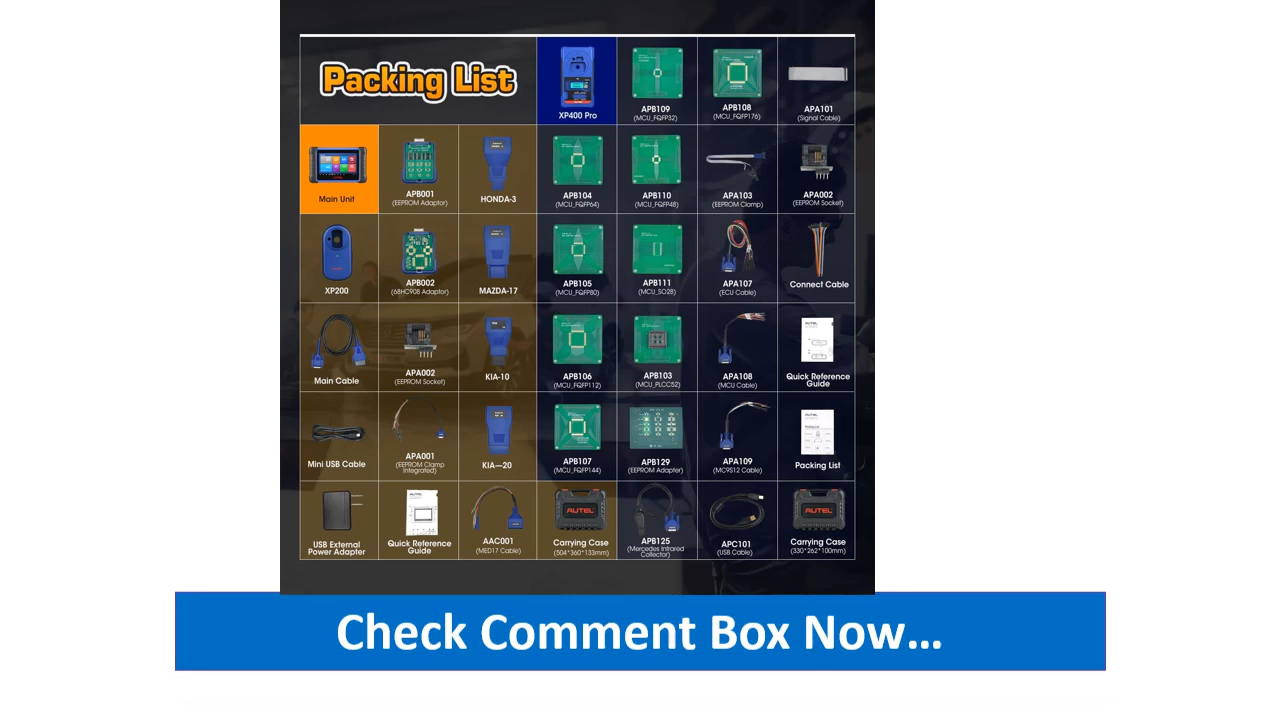 Packing List
XP400 Pro
APB109
(MCU_FQFP32)
APB108
(MCU_FQFP176)
APA101
(Signal Cable)
Main Unit
APB001
(EEPROM Adaptor)
HONDA-3
APB104
(MCU_FQFP64)
APB110
(MCU_FQFP48)
APA103
(EEPROM Clamp)
APA002
(EEPROM Socket)
XP200
APB002
(68HC908 Adaptor)
MAZDA-17
APB105
(MCU_FQFP80)
APB111
(MCU_SO28)
APA107
(ECU Cable)
Connect Cable
Main Cable
APA002
(EEPROM Socket)
KIA-10
APB106
(MCU_FQFP112)
APB103
(MCU_PLCC52)
APA108
(MCU Cable)
AUTEL
Quick Reference
Guide
Mini USB Cable
APA001
(EEPROM Clamp
Integrated)
KIA—20
APB107
(MCU_FQFP144)
APB129
(EEPROM Adapter)
APA109
(MC9S12 Cable)
AUTEL
Packing List
USB External
Power Adapter
AUTEL
Quick Reference
Guide
AAC001
(MED17 Cable)
AUTEL
Carrying Case
(504*360*133mm)
APB125
(Mercedes Infrared
Collector)
APC101
(USB Cable)
AUTEL
Carrying Case
(330*262*100mm)
Check Comment Box Now...